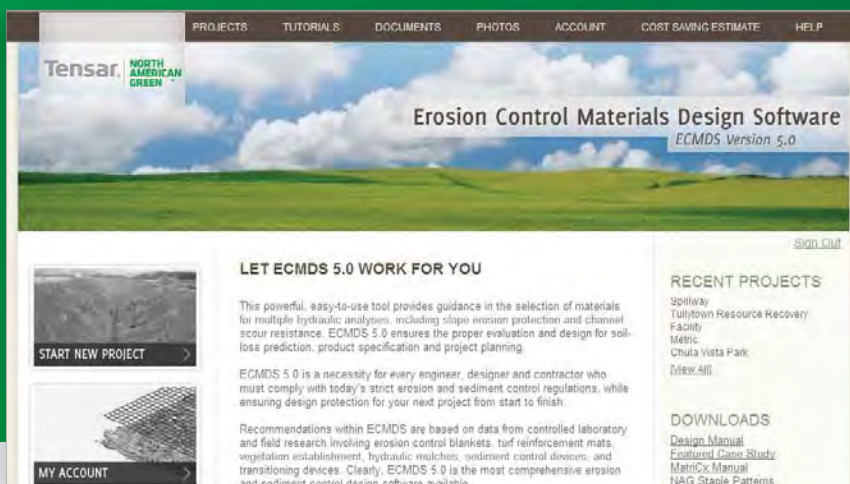 PROJECTS TUTORIALS DOCUMENTS PHOTOS ACCOUNT COST SAVING ESTIMATE HELP
Tensar. NORTH
AMERICAN
GREEN
Erosion Control Materials Design Software
ECMDS Version 5.0
Sign Out
START NEW PROJECT
MY ACCOUNT
LET ECMDS 5.0 WORK FOR YOU
This powerful, easy-to-use tool provides guidance in the selection of materials
for multiple hydraulic analyses, including slope erosion protection and channel
scour resistance. ECMDS 5.0 ensures the proper evaluation and design for soil-
loss prediction, product specification and project planning.
ECMDS 5.0 is a necessity for every engineer, designer and contractor who
must comply with today's strict erosion and sediment control regulations, while
ensuring design protection for your next project from start to finish.
Recommendations within ECMDS are based on data from controlled laboratory
and field research involving erosion control blankets, turf reinforcement mats,
vegetation establishment, hydraulic mulches, sediment control devices, and
transitioning devices. Clearly, ECMDS 5.0 is the most comprehensive erosion
and sediment control design software available.
RECENT PROJECTS
Spillway
Tullytown Resource Recovery
Facility
Metric
Chula Vista Park
[View All]
DOWNLOADS
Design Manual
Featured Case Study
MatriCx Manual
NAG Staple Patterns